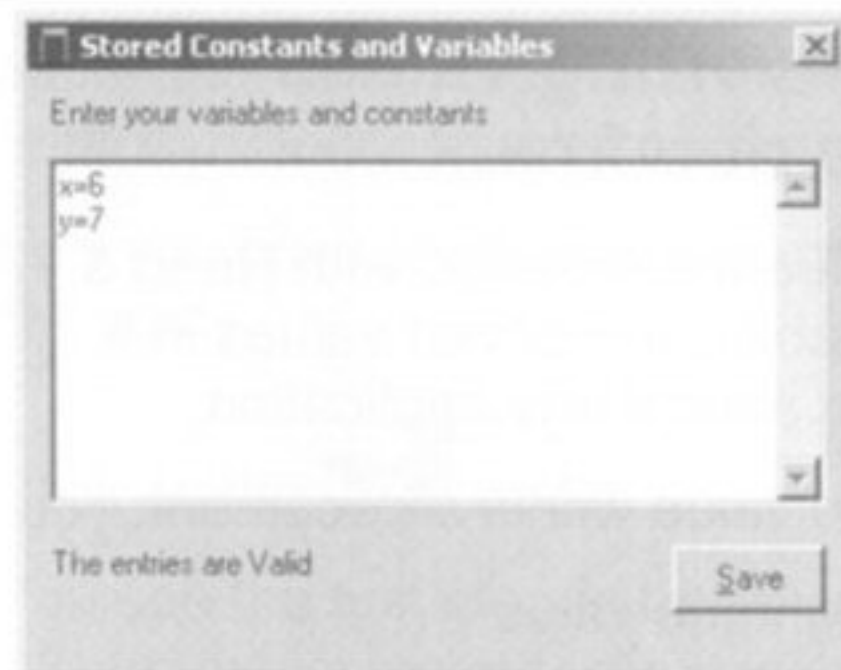 Stored Constants and Variables
Enter your variables and constants
x=6
y=7
The entries are Valid
Save